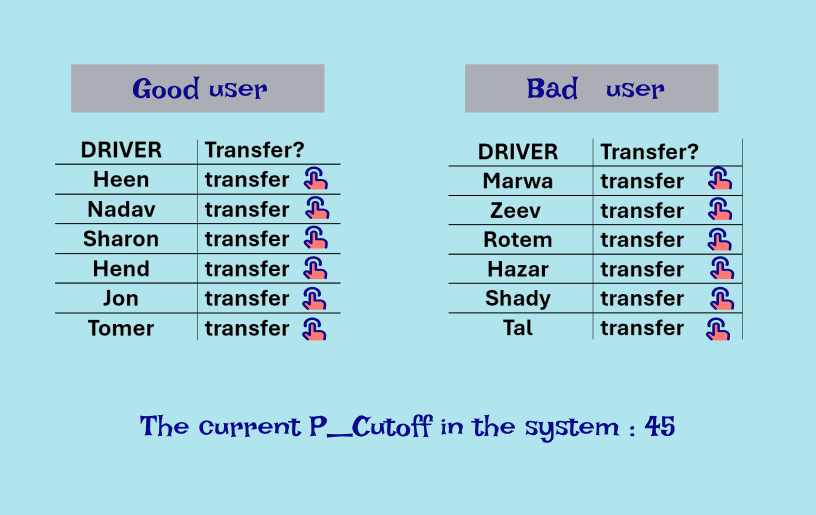 Good user
DRIVER Transfer?
Heen transfer
Nadav transfer
Sharon transfer
Hend transfer
Jon transfer
Tomer transfer
Bad user
DRIVER Transfer?
Marwa transfer
Zeev transfer
Rotem transfer
Hazar transfer
Shady transfer
Tal transfer
The current P_Cutoff in the system : 45